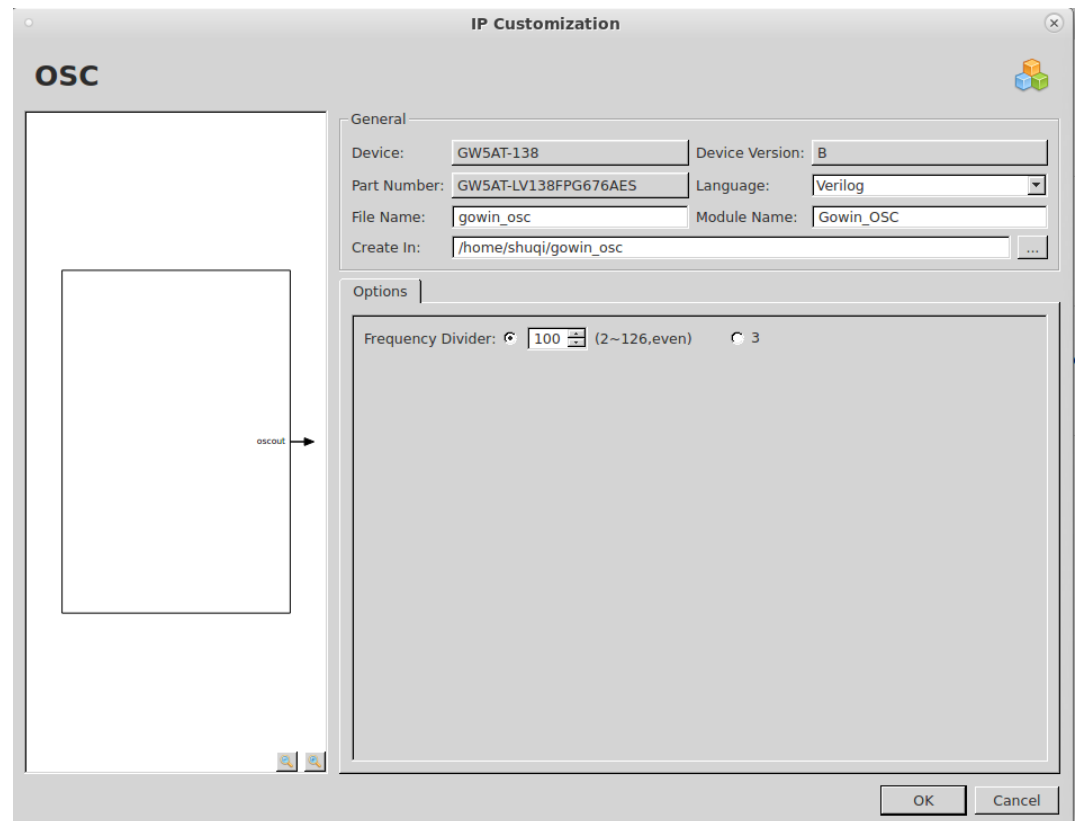 IP Customization
OSC
General
Device: GW5AT-138 Device Version: B
Part Number: GW5AT-LV138FPG676AES Language: Verilog
File Name: gowin_osc Module Name: Gowin_OSC
Create In: /home/shuqi/gowin_osc ...
Options
Frequency Divider: 100 (2~126,even) 3
oscout
OK Cancel